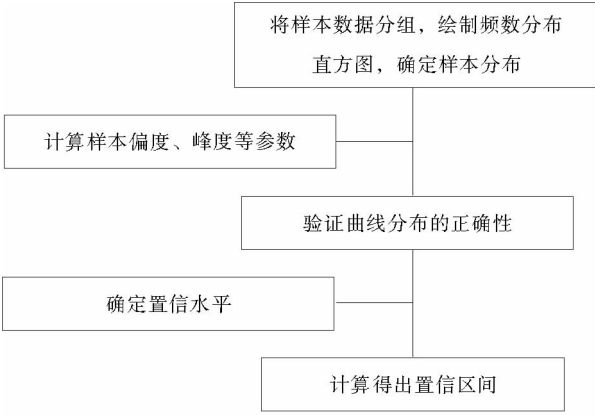 将样本数据分组，绘制频数分布
直方图，确定样本分布
计算样本偏度、峰度等参数
验证曲线分布的正确性
确定置信水平
计算得出置信区间